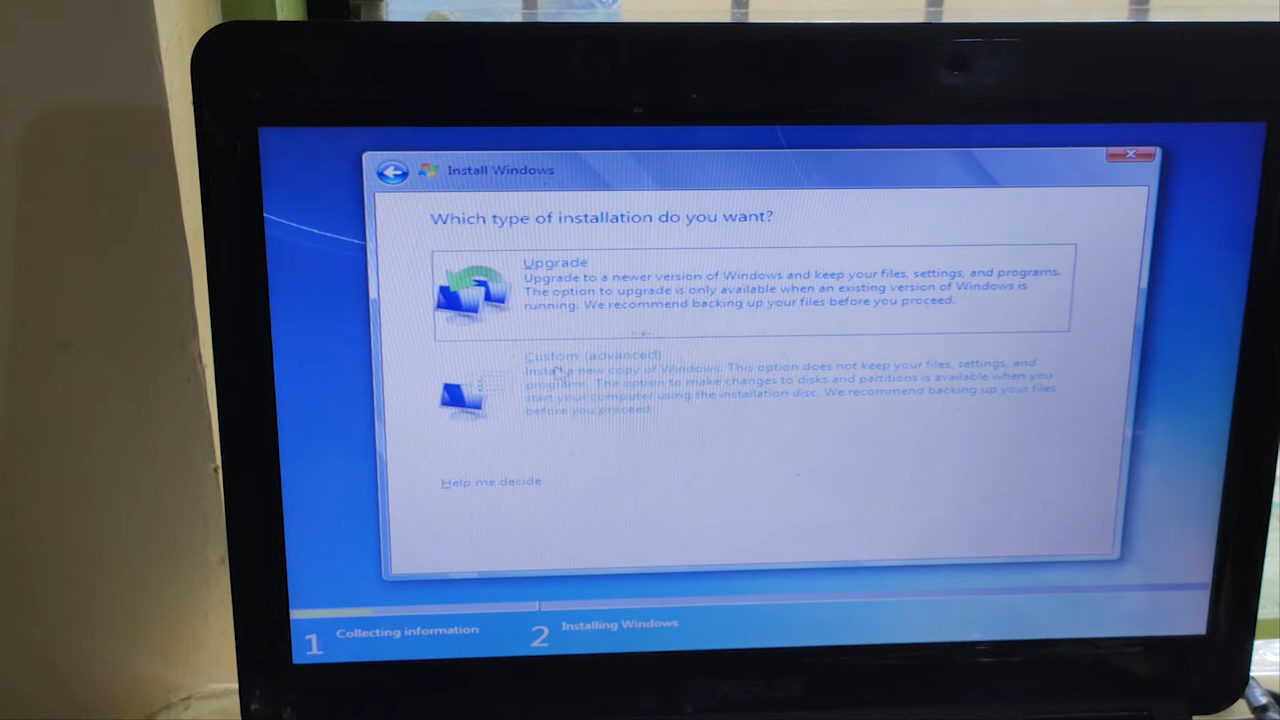 Install Windows
Which type of installation do you want?
Upgrade
Upgrade to a newer version of Windows and keep your files, settings, and programs.
The option to upgrade is only available when an existing version of Windows is
running. We recommend backing up your files before you proceed.
Custom (advanced)
Install a new copy of Windows. This option does not keep your files, settings, and
programs. The option to make changes to disks and partitions is available when you
start your computer using the installation disc. We recommend backing up your files
before you proceed.
Help me decide
1 Collecting information
2 Installing Windows